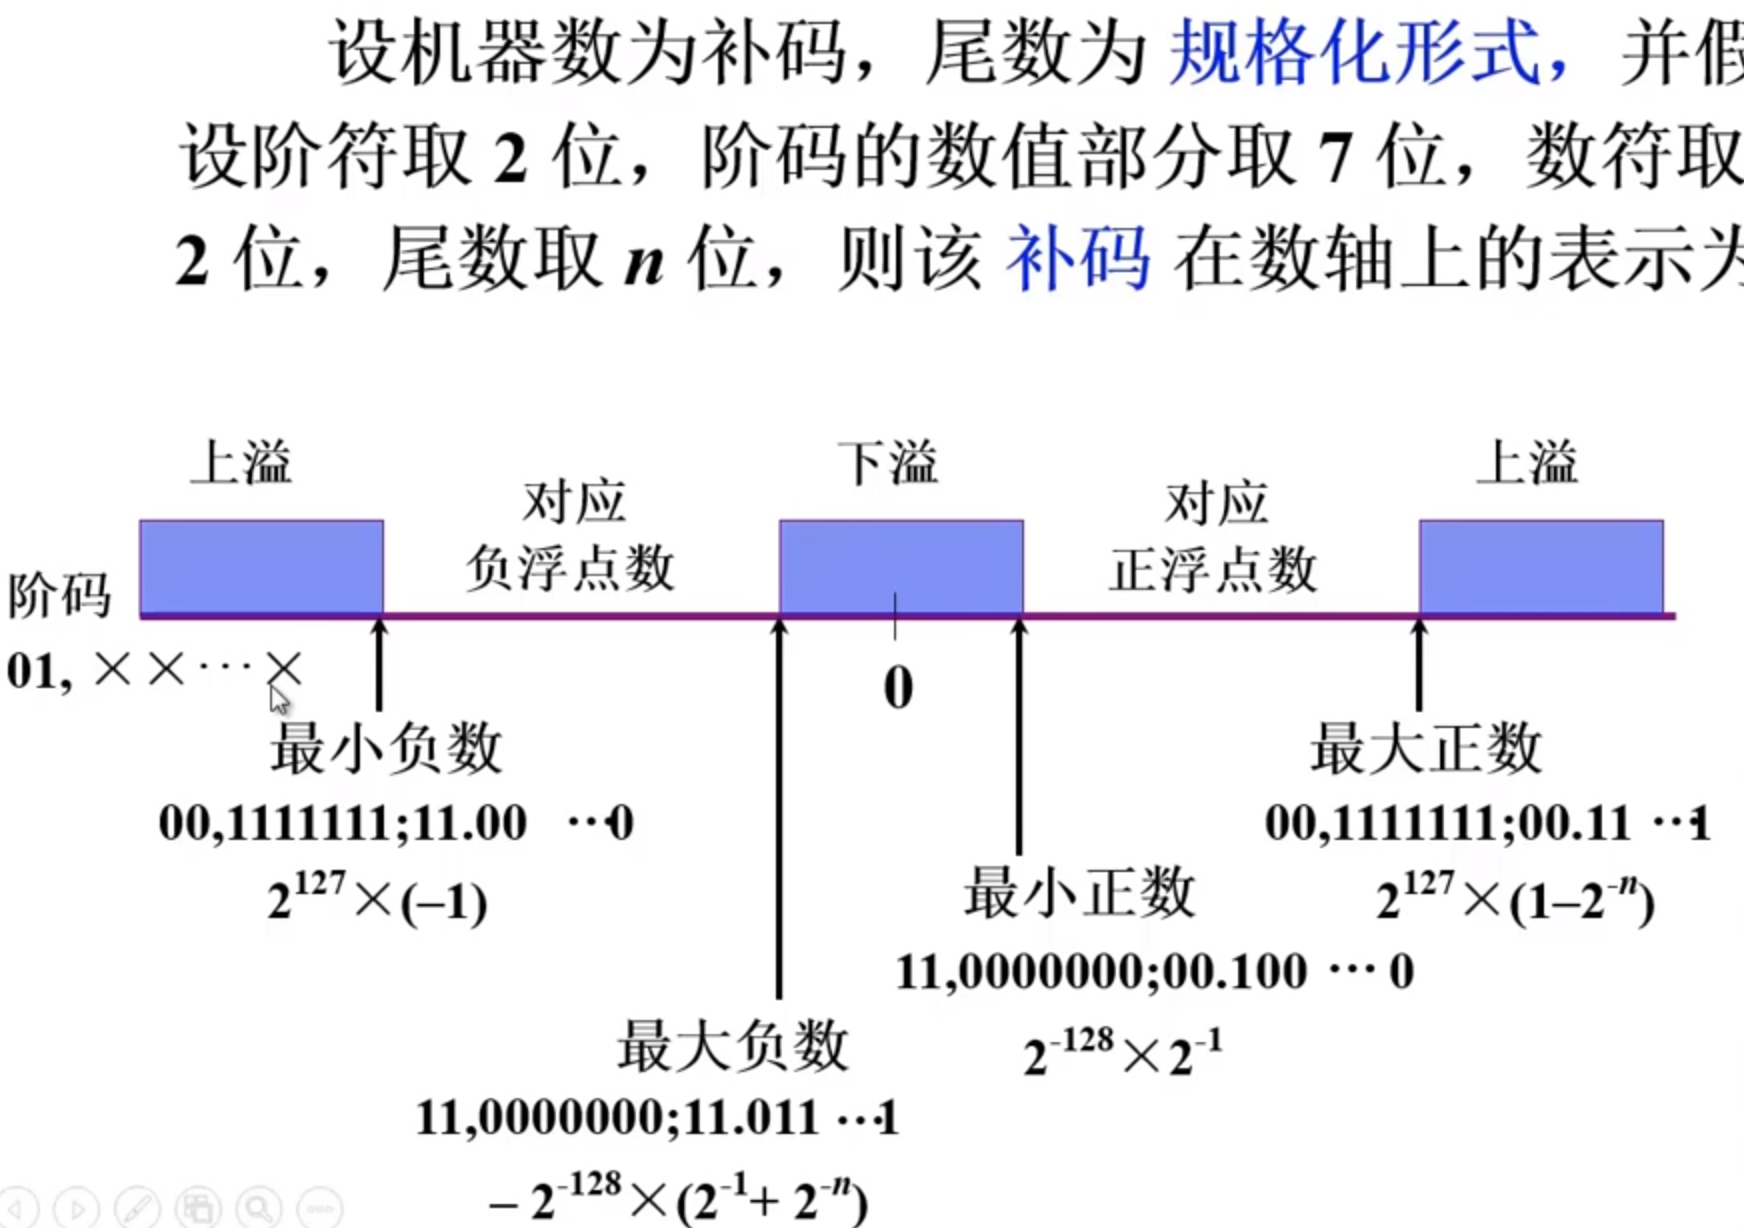 设机器数为补码，尾数为 规格化形式，并假
设阶符取 2 位，阶码的数值部分取 7 位，数符取
2 位，尾数取 n 位，则该 补码 在数轴上的表示为
上溢 下溢 上溢
对应 对应
负浮点数 正浮点数
阶码
01, ××···×
0
最小负数
00,1111111;11.00 ···0
2^127×(–1)
最大正数
00,1111111;00.11 ···1
2^127×(1–2^-n)
最小正数
11,0000000;00.100 ··· 0
2^-128×2^-1
最大负数
11,0000000;11.011 ···1
– 2^-128×(2^-1+ 2^-n)